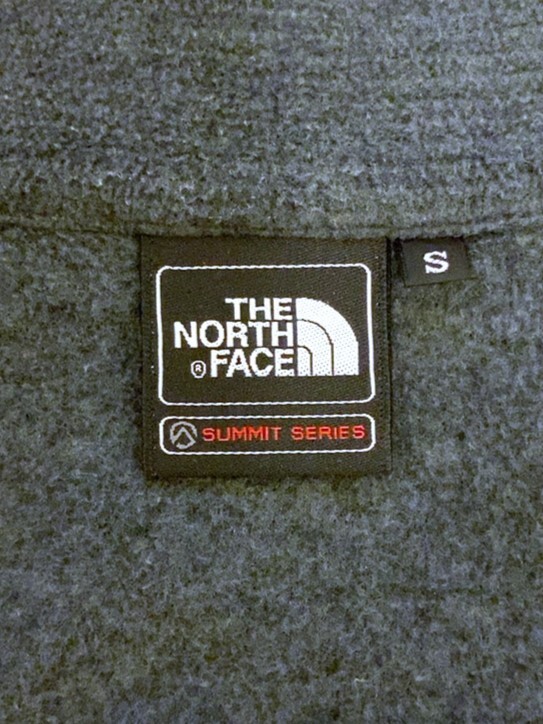 THE
NORTH
® FACE
S
SUMMIT SERIES